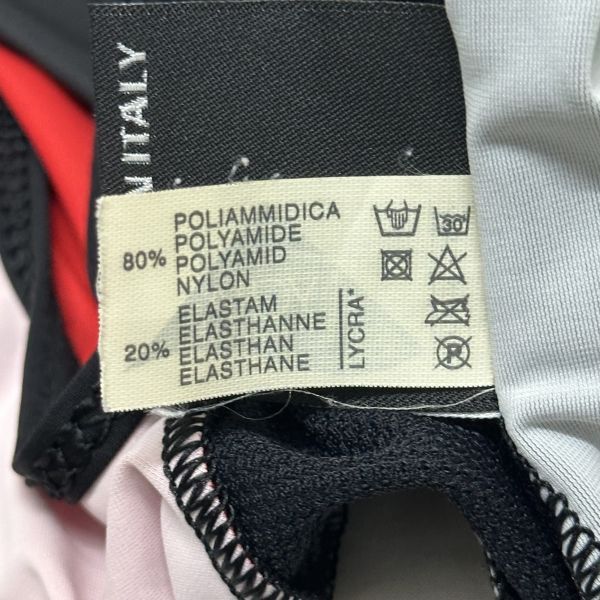 N ITALY
80%
POLIAMMIDICA
POLYAMIDE
POLYAMID
NYLON
20%
ELASTAM
ELASTHANNE
ELASTHAN
ELASTHANE
LYCRA*
30
R